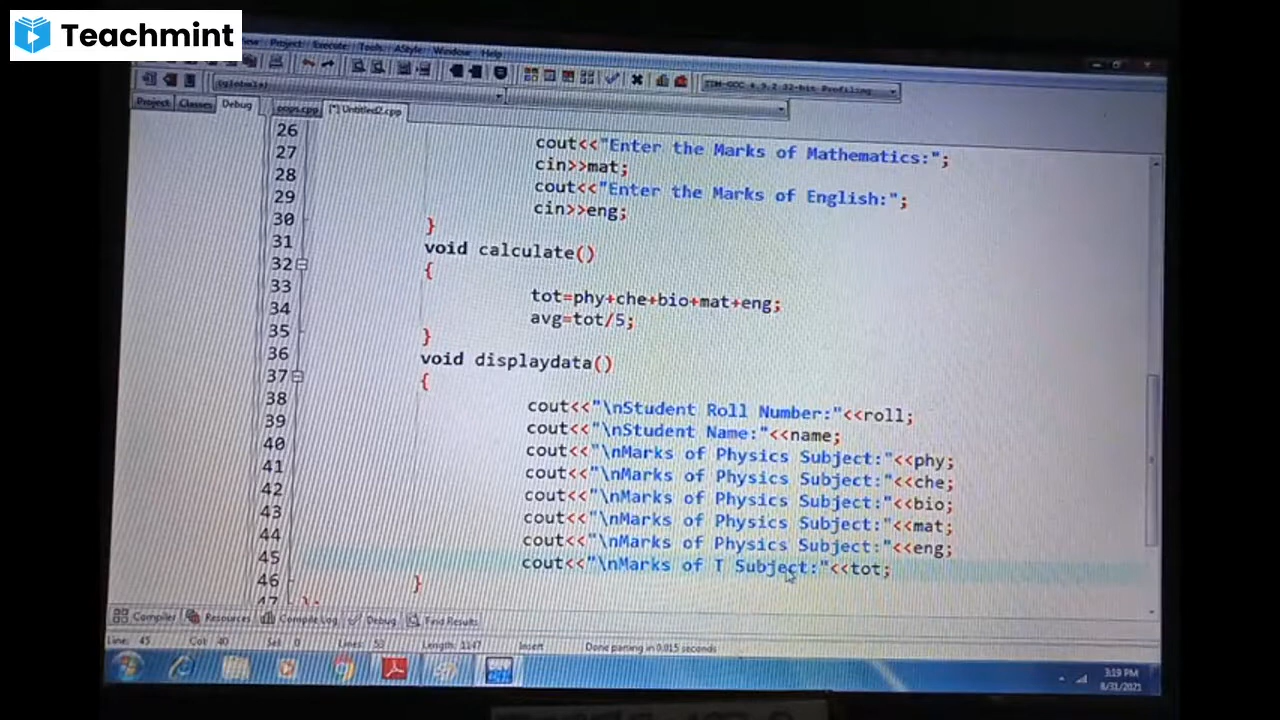 Teachmint
View Project Execute Tools AStyle Window Help
(globals)
TDM-GCC 4.9.2 32-bit Profiling
Project Classes Debug
oops.cpp [*] Untitled2.cpp
26
27 cout<<"Enter the Marks of Mathematics:";
28 cin>>mat;
29 cout<<"Enter the Marks of English:";
30 cin>>eng;
31 }
32 void calculate()
33 {
34 tot=phy+che+bio+mat+eng;
35 avg=tot/5;
36 }
37 void displaydata()
38 {
39 cout<<"\nStudent Roll Number:"<<roll;
40 cout<<"\nStudent Name:"<<name;
41 cout<<"\nMarks of Physics Subject:"<<phy;
42 cout<<"\nMarks of Physics Subject:"<<che;
43 cout<<"\nMarks of Physics Subject:"<<bio;
44 cout<<"\nMarks of Physics Subject:"<<mat;
45 cout<<"\nMarks of Physics Subject:"<<eng;
46 cout<<"\nMarks of T Subject:"<<tot;
47 }
};
Compiler Resources Compile Log Debug Find Results
Line: 45 Col: 40 Sel: 0 Lines: 53 Length: 1147 Insert Done parsing in 0.015 seconds
3:19 PM
8/31/2021